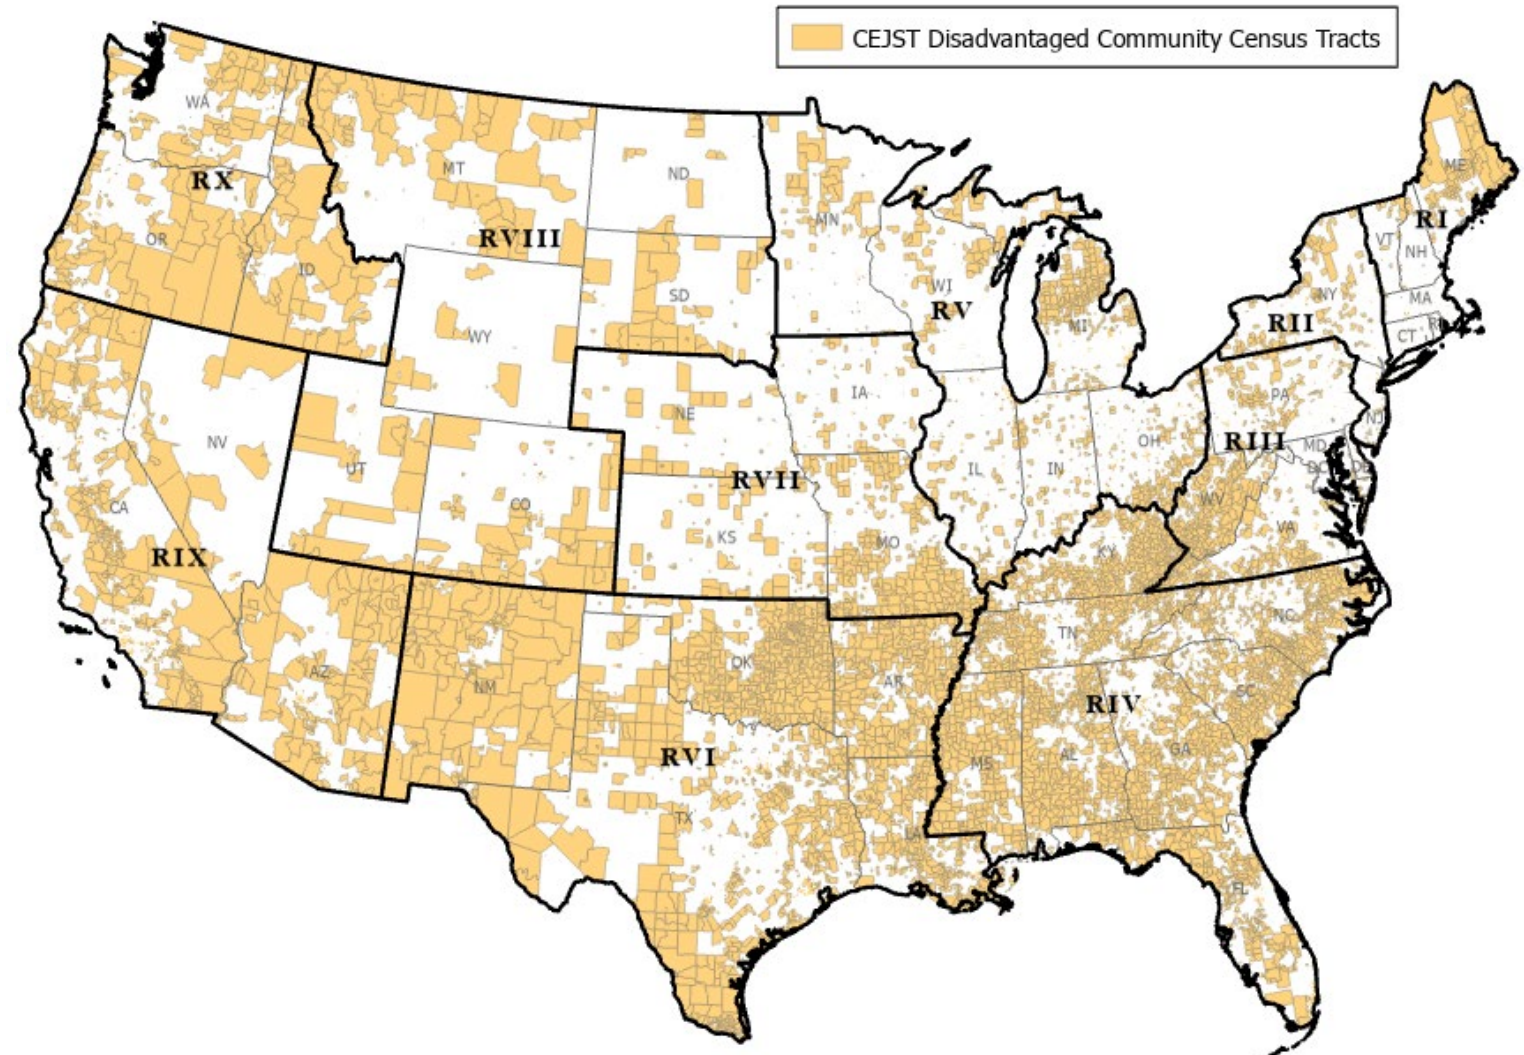 CEJST Disadvantaged Community Census Tracts
WA
MT
ND
ME
RX
MN
RI
OR
RVIII
VT
NH
ID
SD
WI
NY
MA
WY
RV
MI
RII
CT
IA
PA
NE
NJ
NV
OH
RIII
MD
UT
IL
IN
RVII
CO
WV
CA
VA
KS
MO
KY
RIX
NC
TN
AZ
OK
AR
NM
SC
RIV
GA
RVI
AL
MS
TX
LA
FL